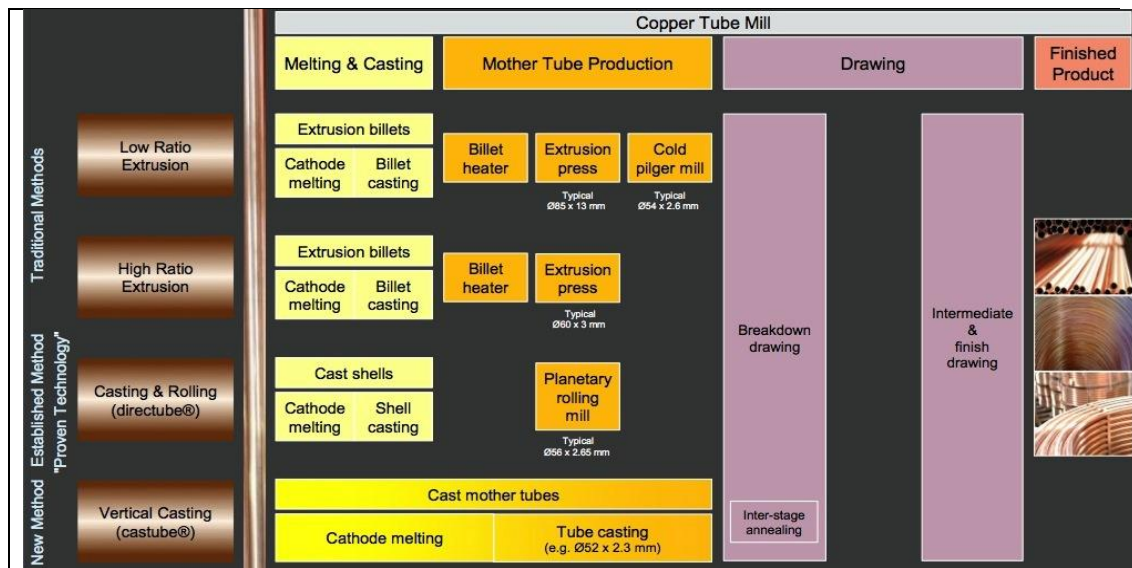 Copper Tube Mill
Melting & Casting
Mother Tube Production
Drawing
Finished
Product
Traditional Methods
Low Ratio
Extrusion
Extrusion billets
Cathode
melting
Billet
casting
Billet
heater
Extrusion
press
Typical
Ø85 x 13 mm
Cold
pilger mill
Typical
Ø54 x 2.6 mm
High Ratio
Extrusion
Extrusion billets
Cathode
melting
Billet
casting
Billet
heater
Extrusion
press
Typical
Ø60 x 3 mm
Established Method
"Proven Technology"
Casting & Rolling
(directube®)
Cast shells
Cathode
melting
Shell
casting
Planetary
rolling
mill
Typical
Ø56 x 2.65 mm
New Method
Vertical Casting
(castube®)
Cast mother tubes
Cathode melting
Tube casting
(e.g. Ø52 x 2.3 mm)
Breakdown
drawing
Inter-stage
annealing
Intermediate
&
finish
drawing